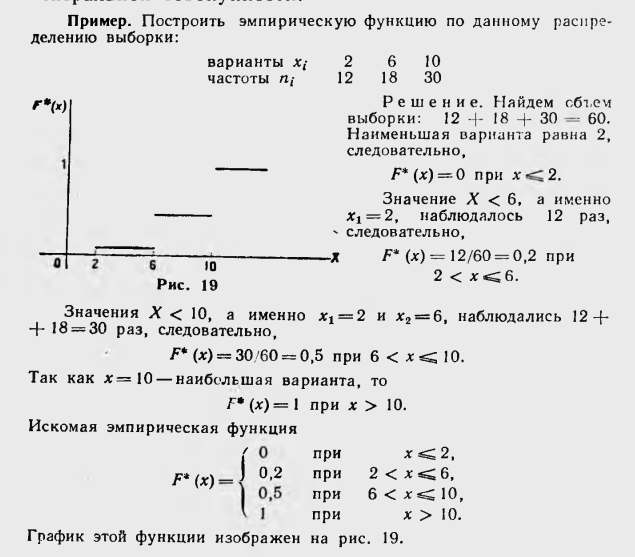 Пример. Построить эмпирическую функцию по данному распре-
делению выборки:
варианты xᵢ 2 6 10
частоты nᵢ 12 18 30
F*(x)
1
0 2 6 10 x
Рис. 19
Решение. Найдем объем
выборки: 12 + 18 + 30 = 60.
Наименьшая варианта равна 2,
следовательно,
F* (x) = 0 при x ⩽ 2.
Значение X < 6, а именно
x₁ = 2, наблюдалось 12 раз,
следовательно,
F* (x) = 12/60 = 0,2 при
2 < x ⩽ 6.
Значения X < 10, а именно x₁ = 2 и x₂ = 6, наблюдались 12 +
+ 18 = 30 раз, следовательно,
F* (x) = 30/60 = 0,5 при 6 < x ⩽ 10.
Так как x = 10 — наибольшая варианта, то
F* (x) = 1 при x > 10.
Искомая эмпирическая функция
F* (x) = {
0 при x ⩽ 2,
0,2 при 2 < x ⩽ 6,
0,5 при 6 < x ⩽ 10,
1 при x > 10.
График этой функции изображен на рис. 19.